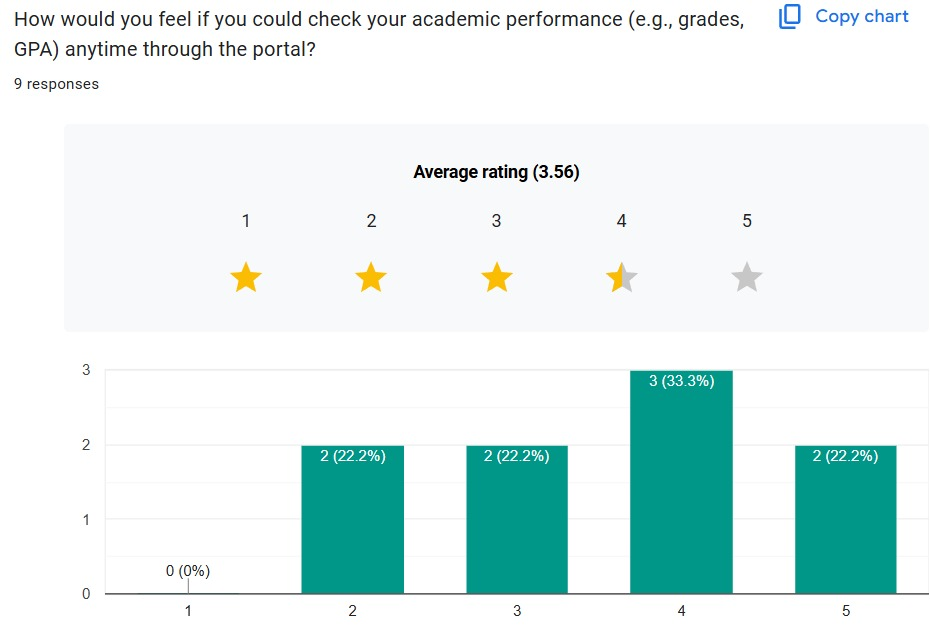 How would you feel if you could check your academic performance (e.g., grades,
GPA) anytime through the portal?
Copy chart
9 responses
Average rating (3.56)
1 2 3 4 5
3
2
1
0
0 (0%)
2 (22.2%)
2 (22.2%)
3 (33.3%)
2 (22.2%)
1 2 3 4 5